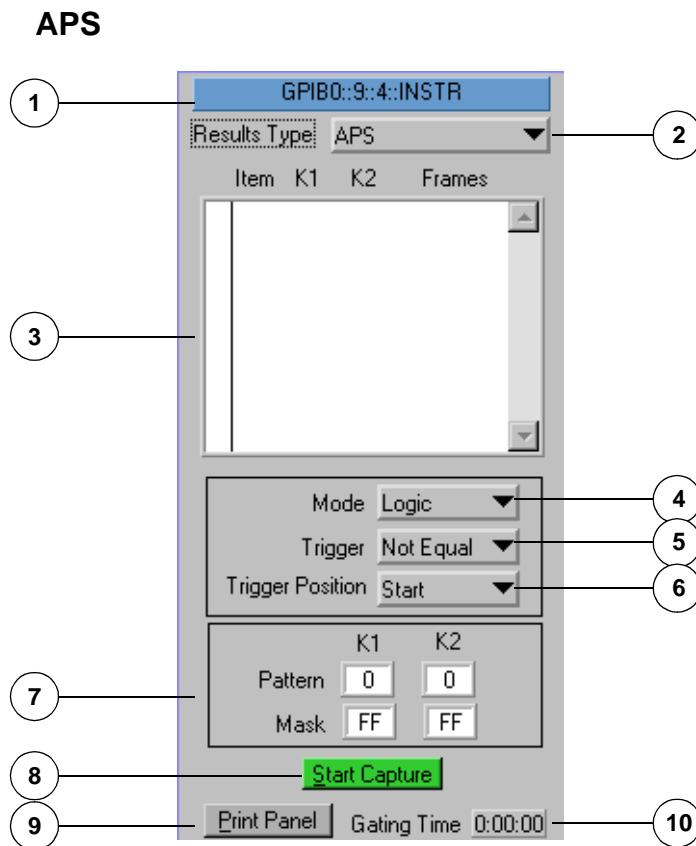 APS
1 GPIB0::9::4::INSTR
Results Type APS 2
Item K1 K2 Frames
3
Mode Logic 4
Trigger Not Equal 5
Trigger Position Start 6
K1 K2
7 Pattern 0 0
Mask FF FF
8 Start Capture
9 Print Panel Gating Time 0:00:00 10